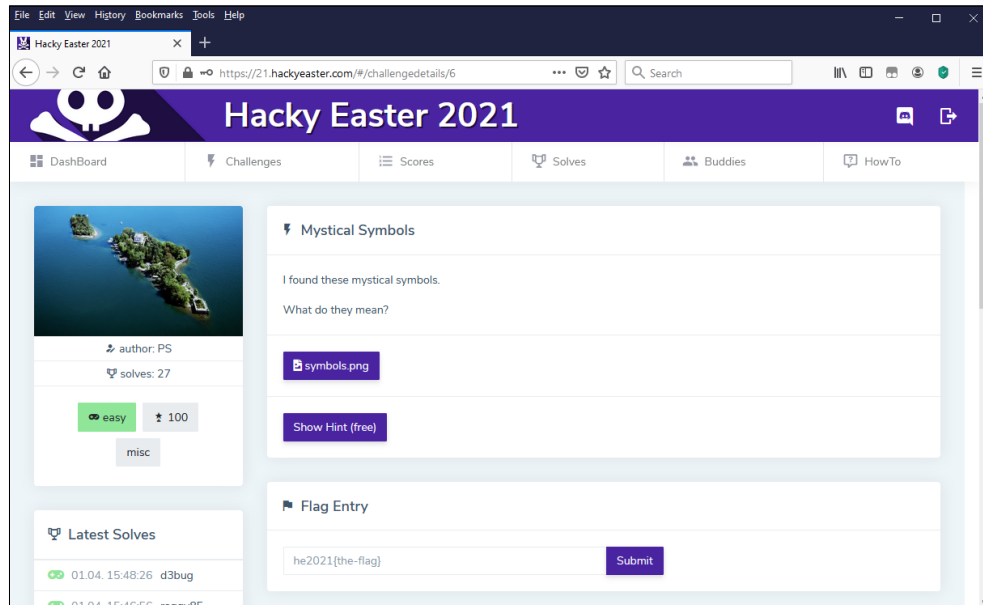 File Edit View History Bookmarks Tools Help
Hacky Easter 2021
https://21.hackyeaster.com/#/challengedetails/6
Search
Hacky Easter 2021
DashBoard
Challenges
Scores
Solves
Buddies
HowTo
author: PS
solves: 27
easy
100
misc
Latest Solves
01.04. 15:48:26 d3bug
Mystical Symbols
I found these mystical symbols.
What do they mean?
symbols.png
Show Hint (free)
Flag Entry
he2021{the-flag}
Submit